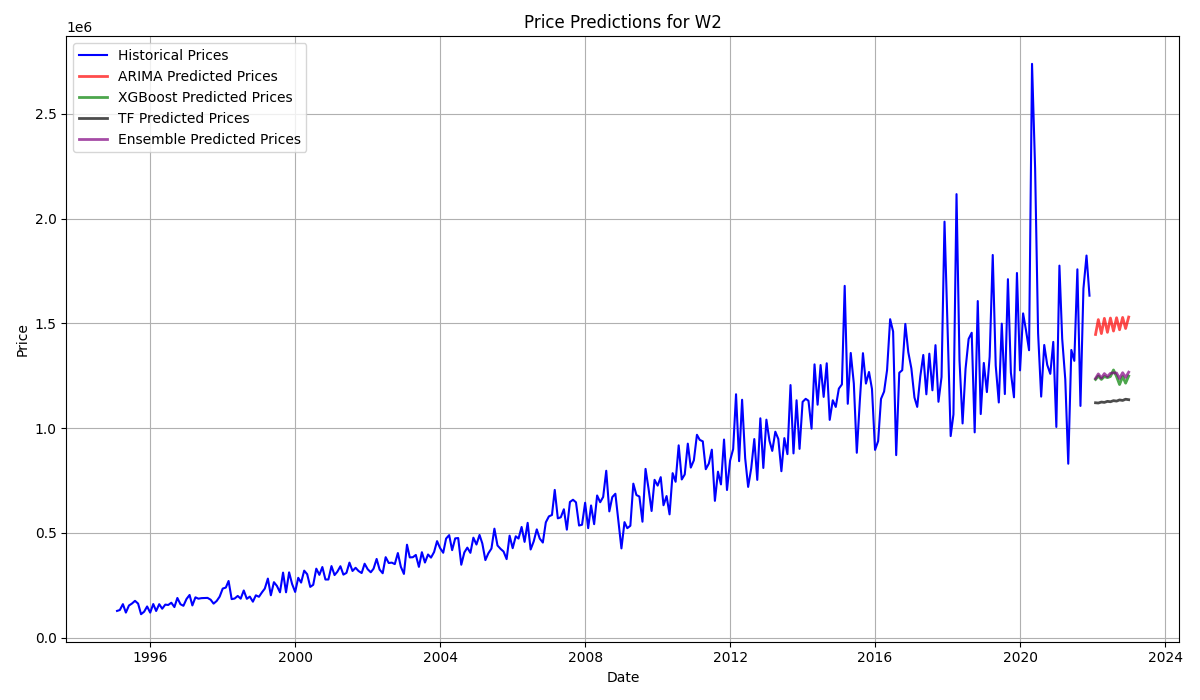 Price Predictions for W2
1e6
Historical Prices
ARIMA Predicted Prices
XGBoost Predicted Prices
TF Predicted Prices
Ensemble Predicted Prices
2.5
2.0
1.5
1.0
0.5
0.0
Price
1996 2000 2004 2008 2012 2016 2020 2024
Date